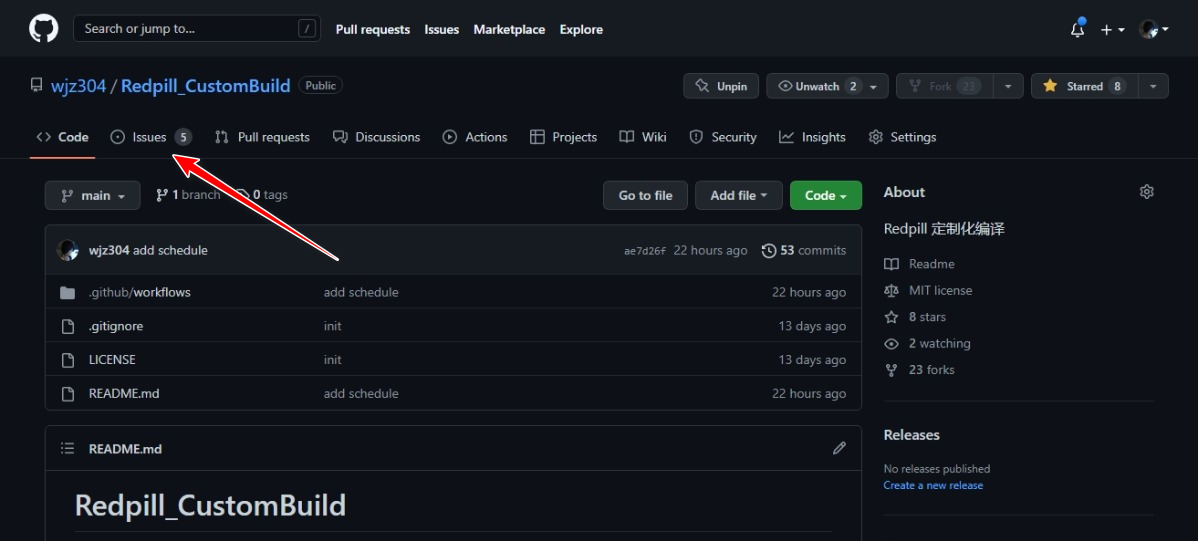 Search or jump to... /
Pull requests Issues Marketplace Explore
wjz304 / Redpill_CustomBuild Public
Unpin Unwatch 2 Fork 23 Starred 8
Code Issues 5 Pull requests Discussions Actions Projects Wiki Security Insights Settings
main 1 branch 0 tags Go to file Add file Code
About
Redpill 定制化编译
wjz304 add schedule ae7d26f 22 hours ago 53 commits
.github/workflows add schedule 22 hours ago
.gitignore init 13 days ago
LICENSE init 13 days ago
README.md add schedule 22 hours ago
Readme
MIT license
8 stars
2 watching
23 forks
Releases
No releases published
Create a new release
README.md
Redpill_CustomBuild